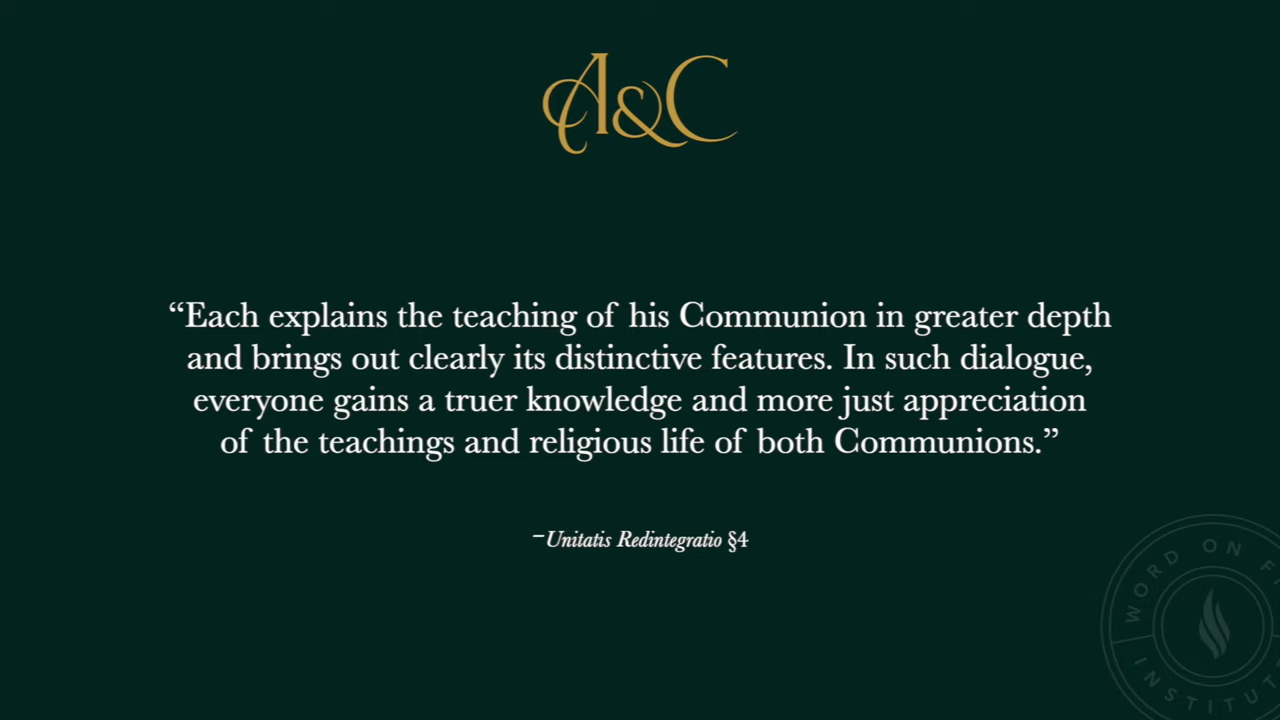 A&C
“Each explains the teaching of his Communion in greater depth
and brings out clearly its distinctive features. In such dialogue,
everyone gains a truer knowledge and more just appreciation
of the teachings and religious life of both Communions.”
–Unitatis Redintegratio §4
WORD ON